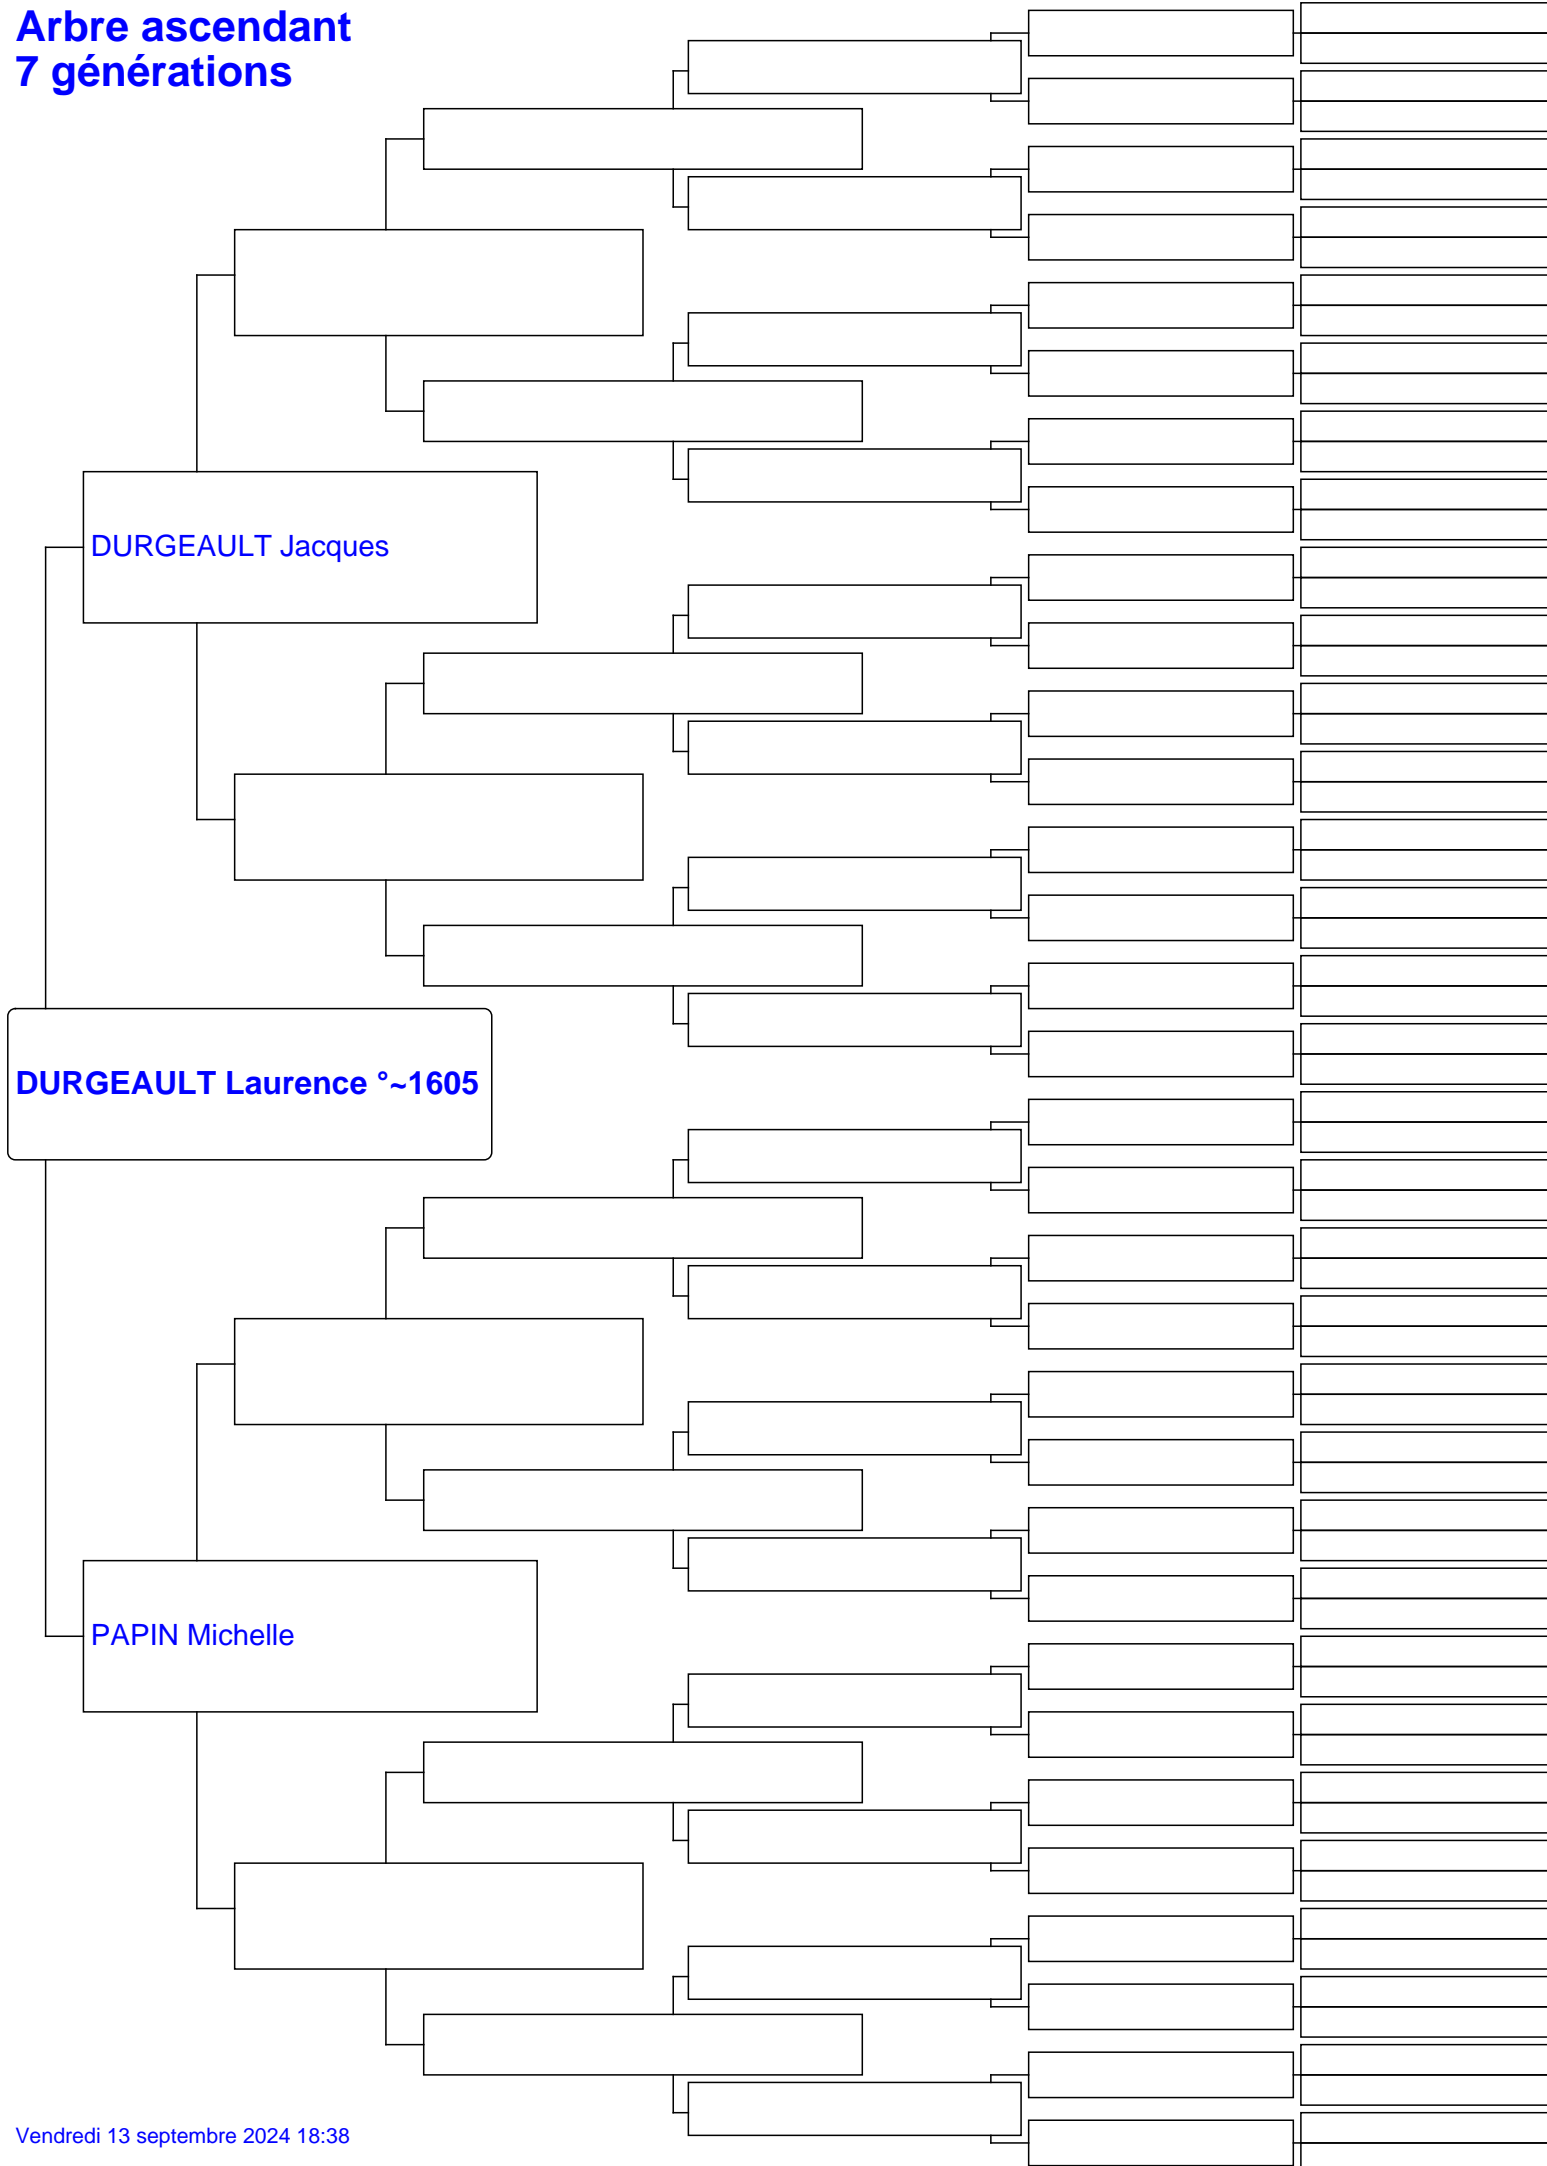 Arbre ascendant
7 générations
DURGEAULT Jacques
DURGEAULT Laurence °~1605
PAPIN Michelle
Vendredi 13 septembre 2024 18:38